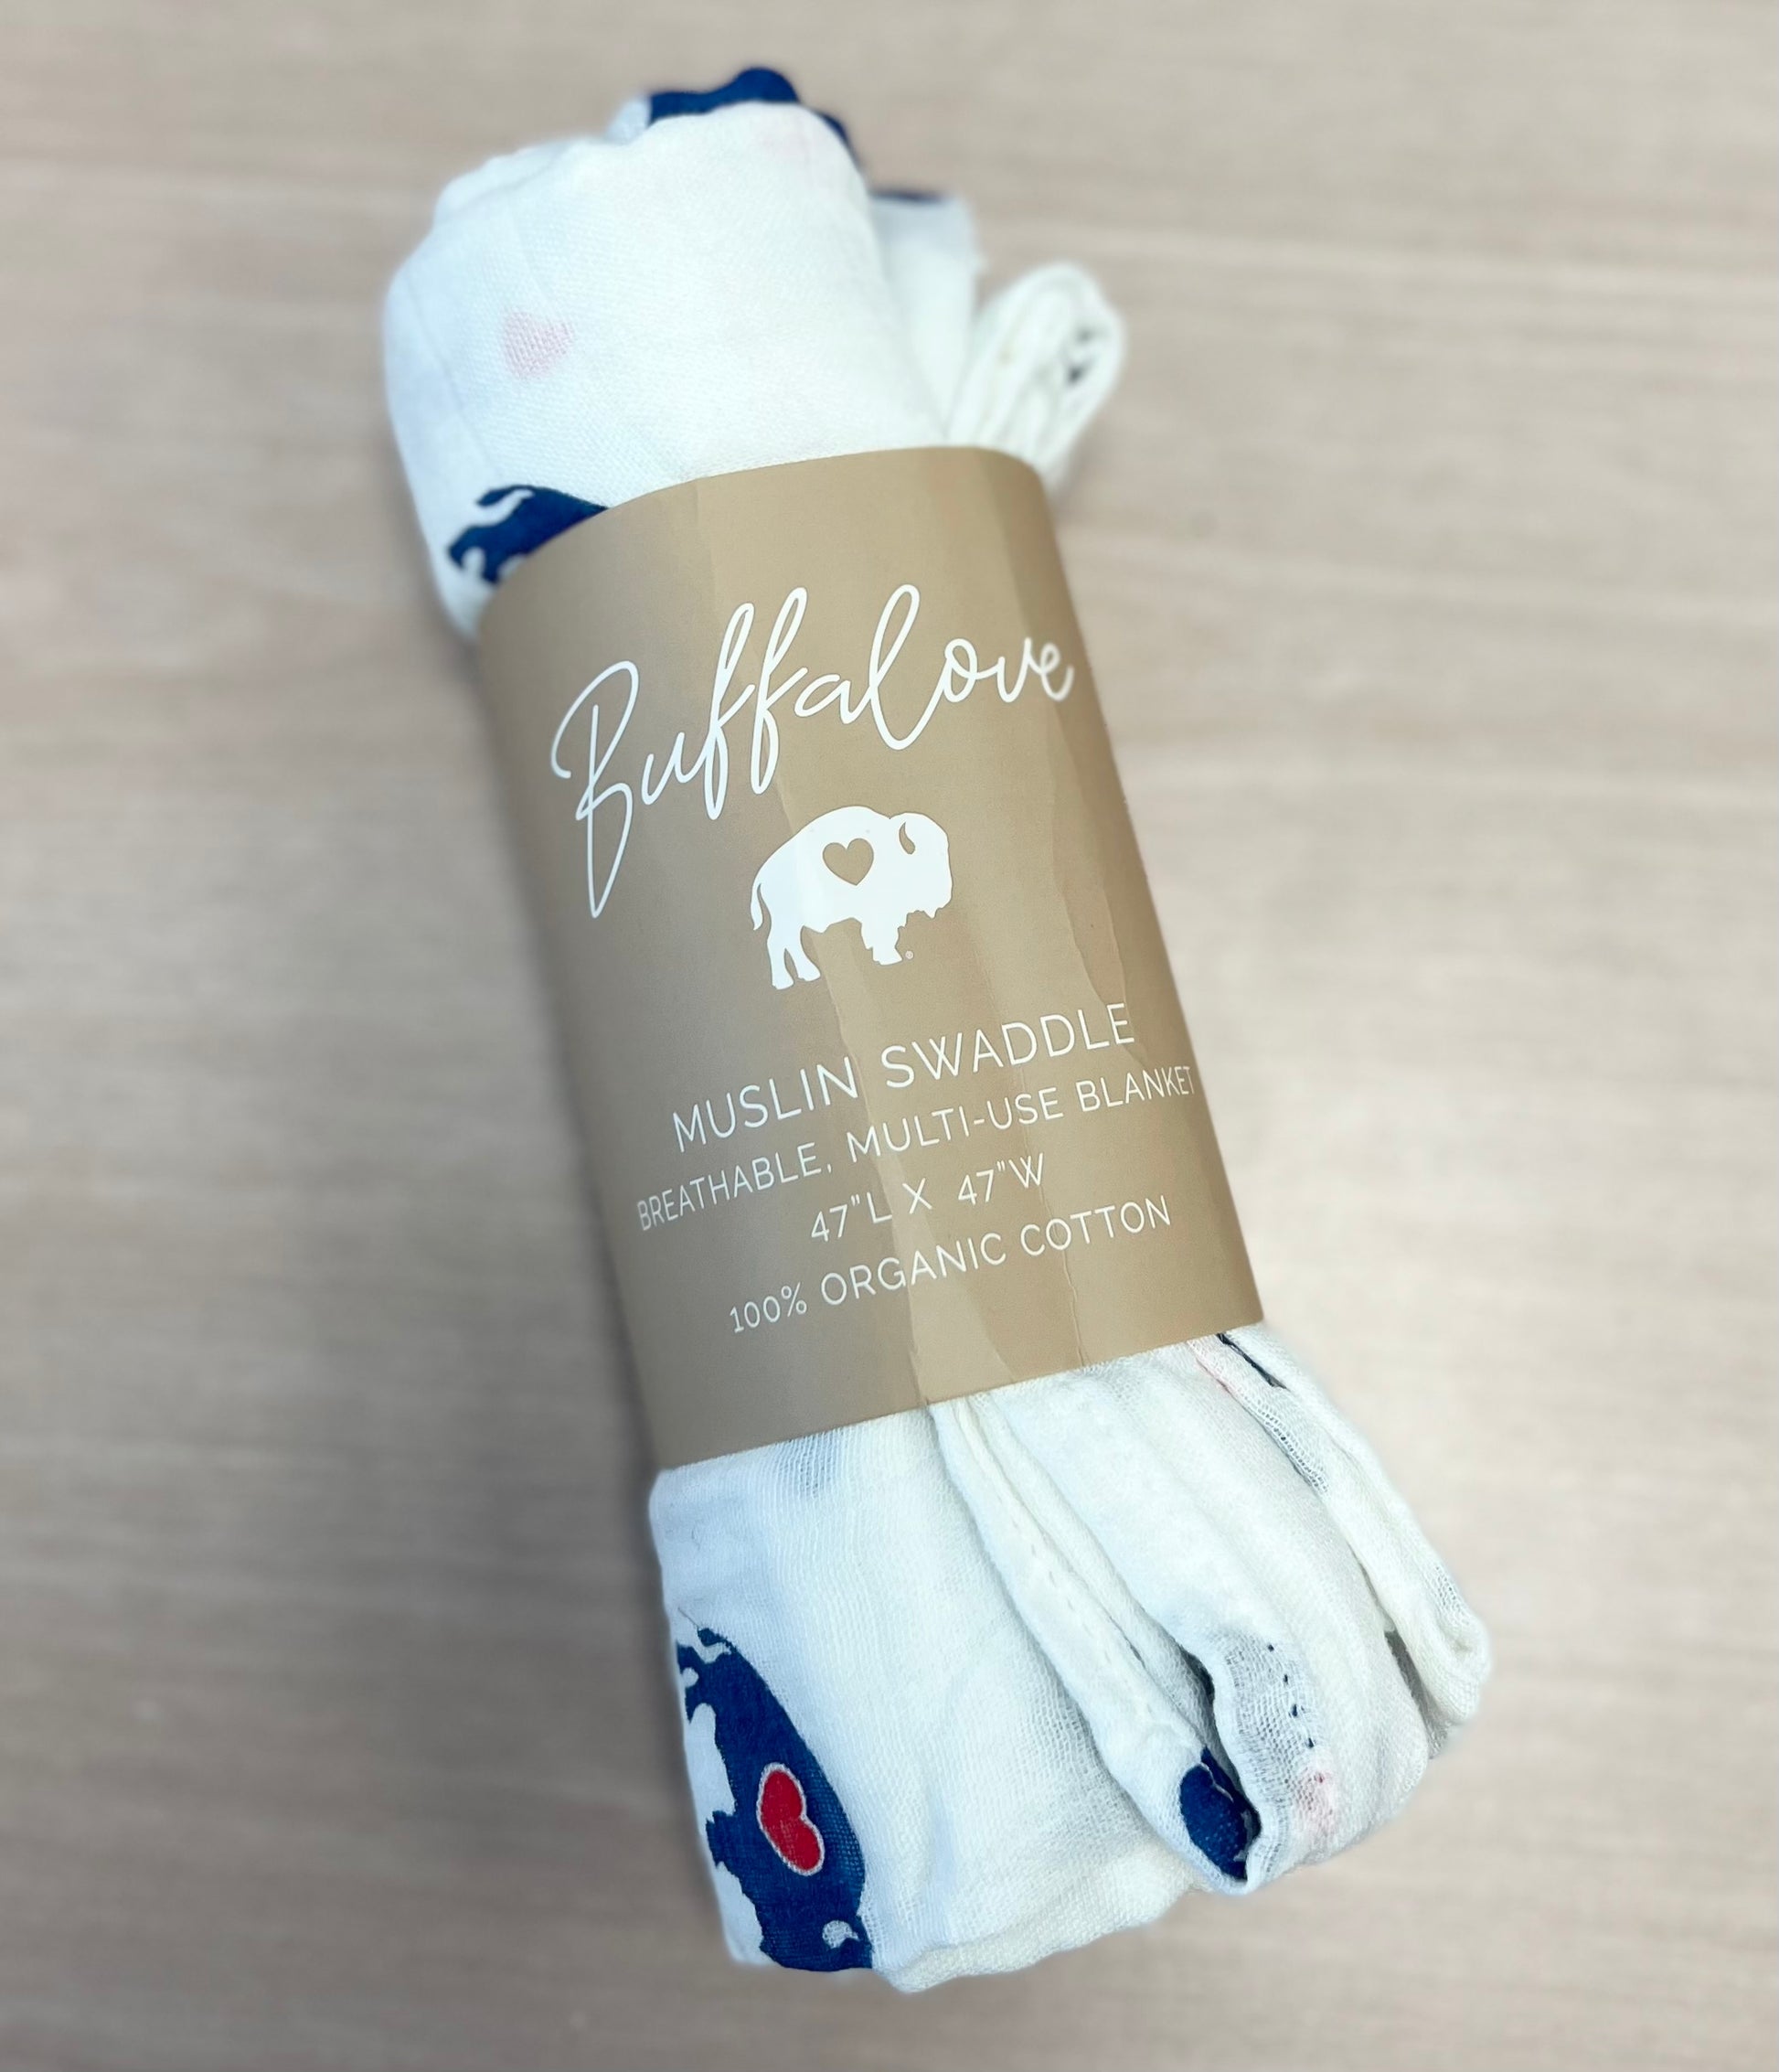 Buffalove
MUSLIN SWADDLE
BREATHABLE, MULTI-USE BLANKET
47"L X 47"W
100% ORGANIC COTTON